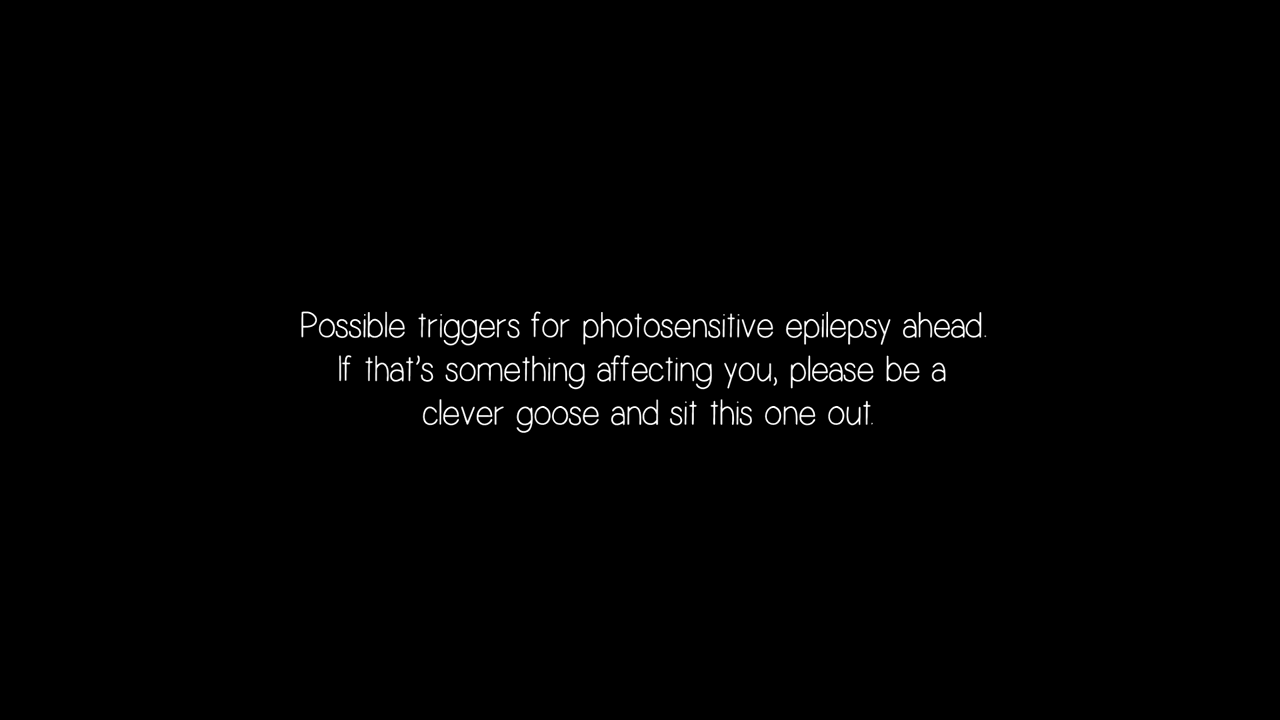 Possible triggers for photosensitive epilepsy ahead.
If that's something affecting you, please be a
clever goose and sit this one out.